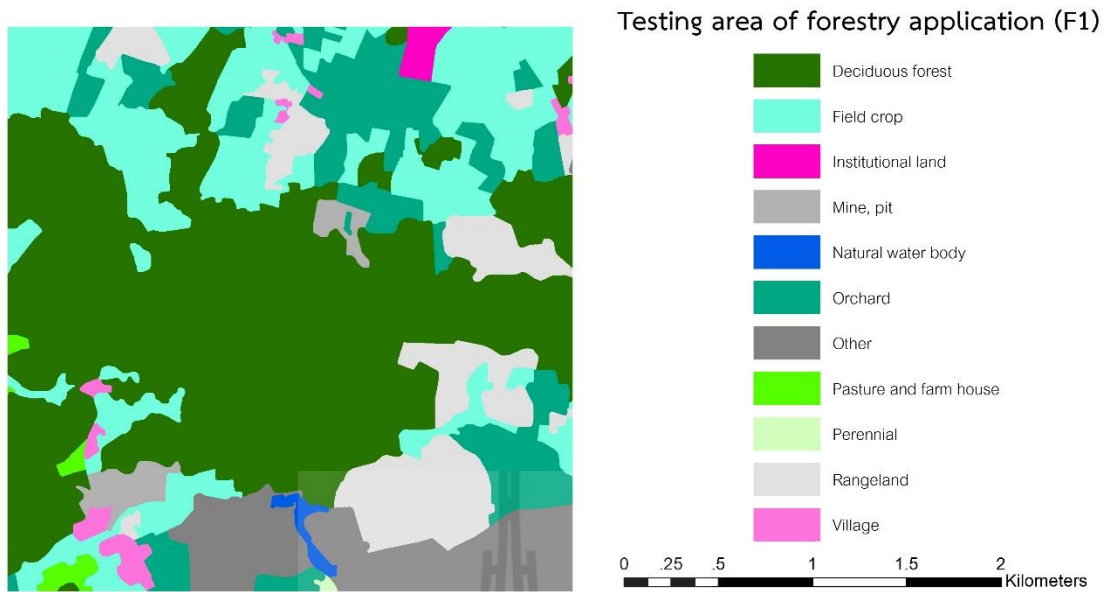 Testing area of forestry application (F1)
Deciduous forest
Field crop
Institutional land
Mine, pit
Natural water body
Orchard
Other
Pasture and farm house
Perennial
Rangeland
Village
0 .25 .5 1 1.5 2
Kilometers